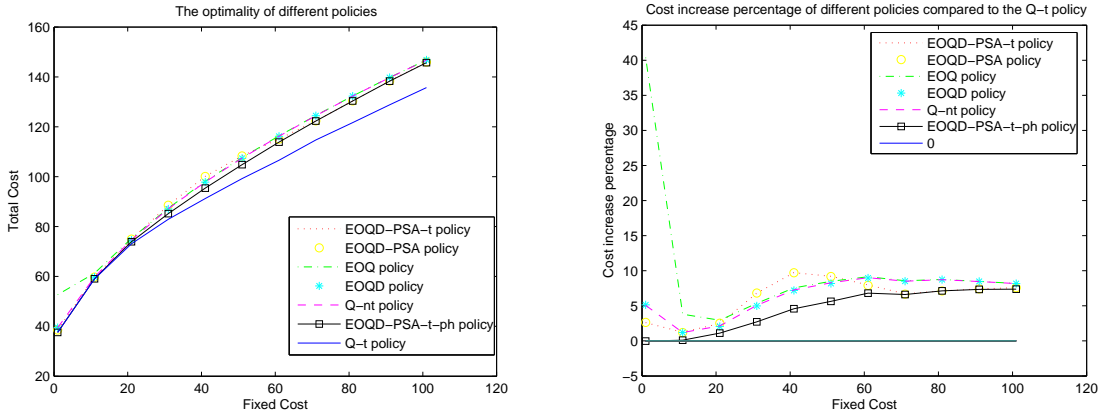 The optimality of different policies
160
140
120
100
80
60
40
20
0
20
40
60
80
100
120
Total Cost
Fixed Cost
EOQD−PSA−t policy
EOQD−PSA policy
EOQ policy
EOQD policy
Q−nt policy
EOQD−PSA−t−ph policy
Q−t policy
Cost increase percentage of different policies compared to the Q−t policy
45
40
35
30
25
20
15
10
5
0
−5
0
20
40
60
80
100
120
Cost increase percentage
Fixed Cost
EOQD−PSA−t policy
EOQD−PSA policy
EOQ policy
EOQD policy
Q−nt policy
EOQD−PSA−t−ph policy
0